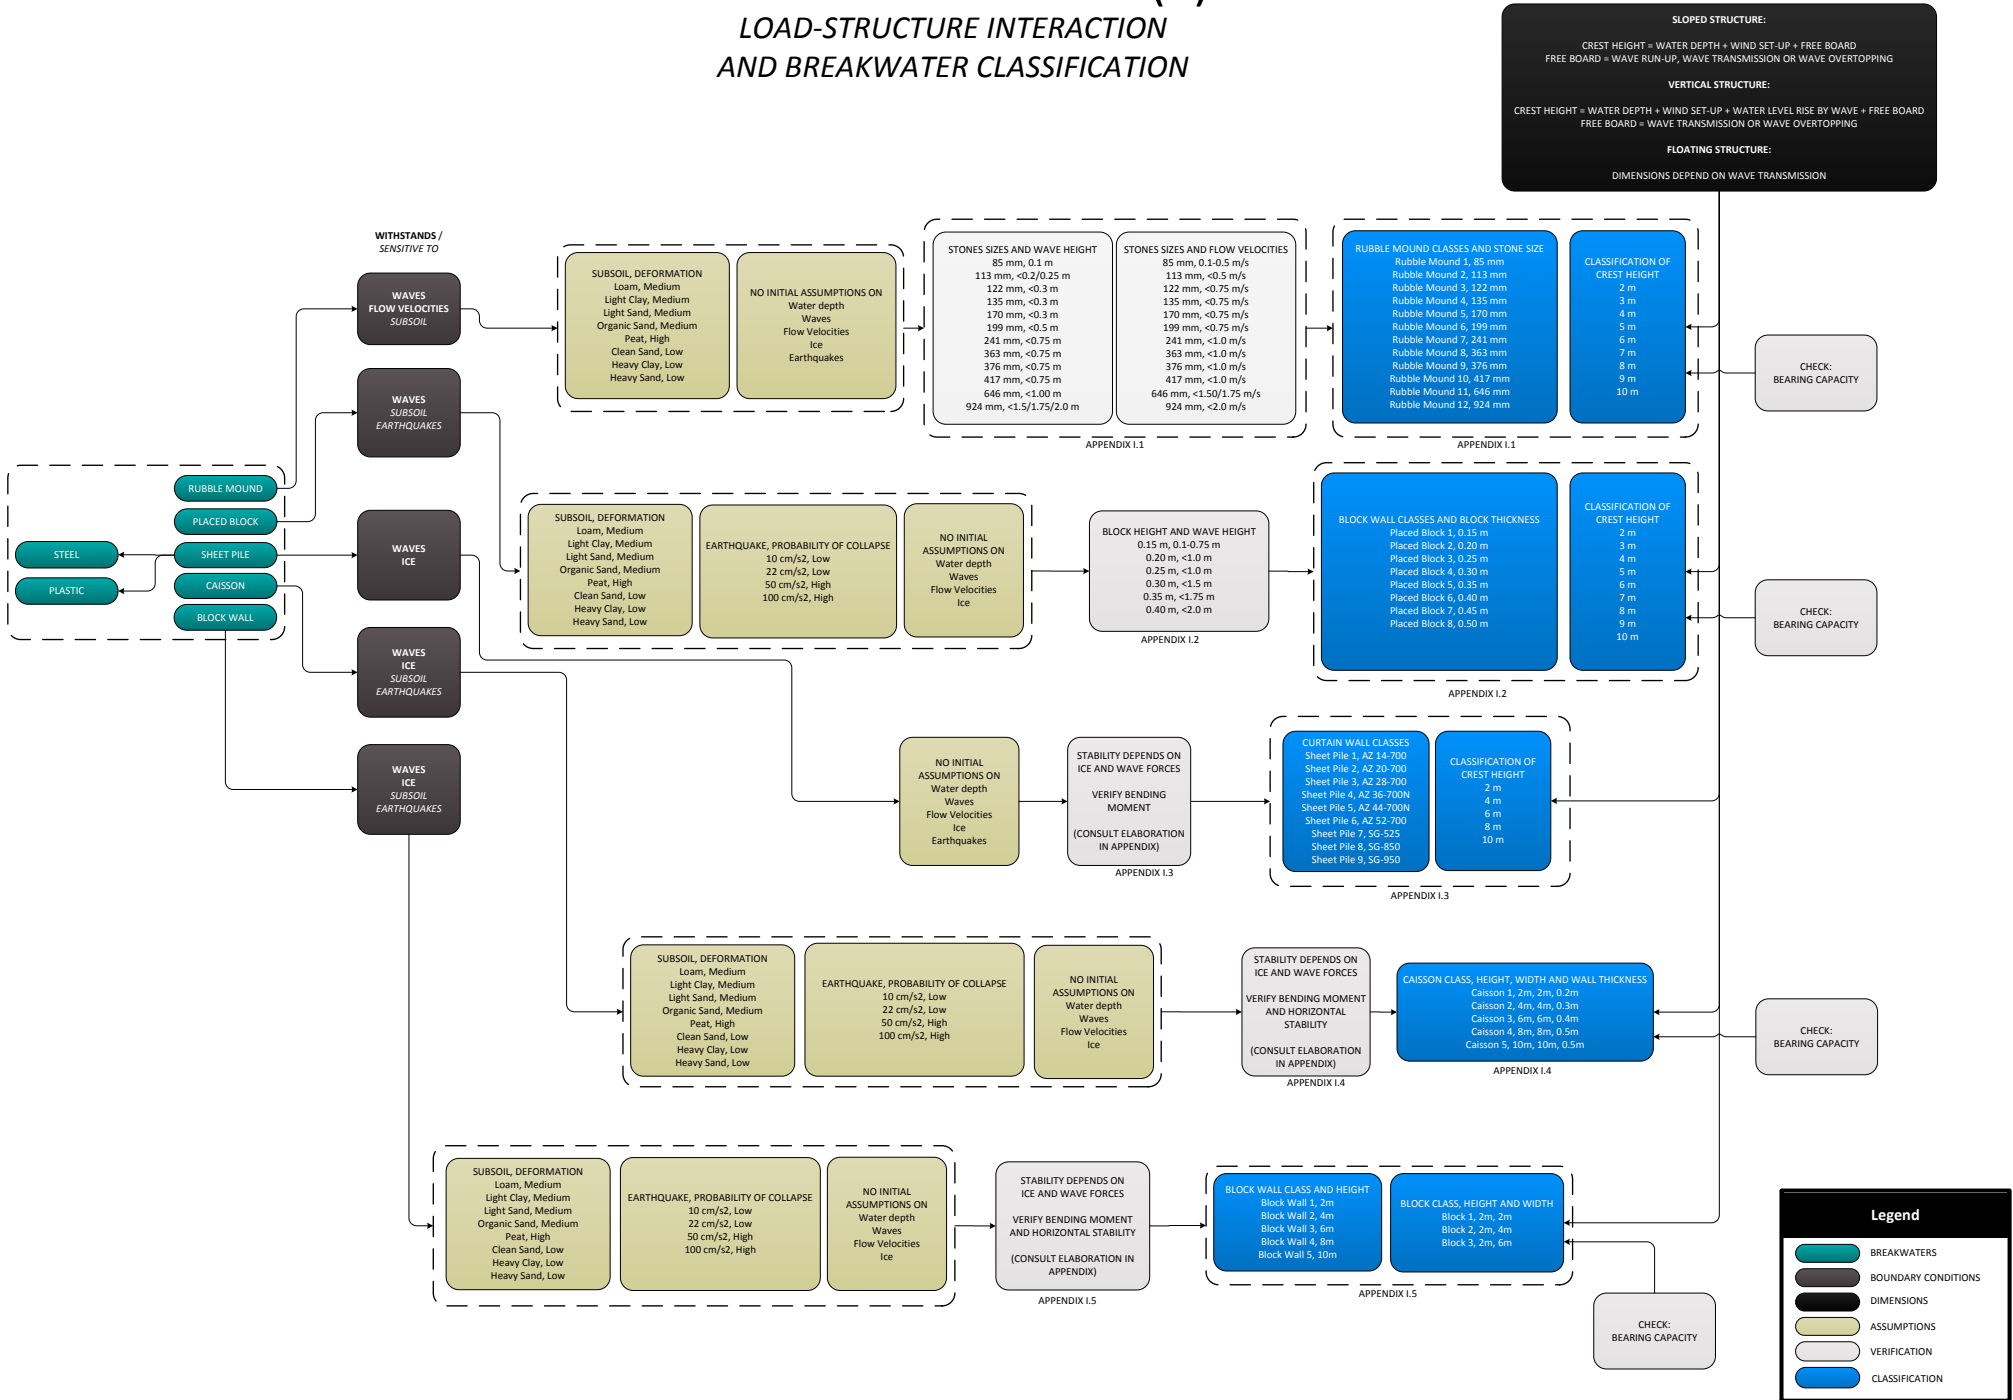 LOAD-STRUCTURE INTERACTION
AND BREAKWATER CLASSIFICATION
SLOPED STRUCTURE:
CREST HEIGHT = WATER DEPTH + WIND SET-UP + FREE BOARD
FREE BOARD = WAVE RUN-UP, WAVE TRANSMISSION OR WAVE OVERTOPPING
VERTICAL STRUCTURE:
CREST HEIGHT = WATER DEPTH + WIND SET-UP + WATER LEVEL RISE BY WAVE + FREE BOARD
FREE BOARD = WAVE TRANSMISSION OR WAVE OVERTOPPING
FLOATING STRUCTURE:
DIMENSIONS DEPEND ON WAVE TRANSMISSION
RUBBLE MOUND
PLACED BLOCK
SHEET PILE
CAISSON
BLOCK WALL
STEEL
PLASTIC
WITHSTANDS /
SENSITIVE TO
WAVES
FLOW VELOCITIES
SUBSOIL
WAVES
SUBSOIL
EARTHQUAKES
WAVES
ICE
WAVES
ICE
SUBSOIL
EARTHQUAKES
WAVES
ICE
SUBSOIL
EARTHQUAKES
SUBSOIL, DEFORMATION
Loam, Medium
Light Clay, Medium
Light Sand, Medium
Organic Sand, Medium
Peat, High
Clean Sand, Low
Heavy Clay, Low
Heavy Sand, Low
NO INITIAL ASSUMPTIONS ON
Water depth
Waves
Flow Velocities
Ice
Earthquakes
STONES SIZES AND WAVE HEIGHT
85 mm, 0.1 m
113 mm, <0.2/0.25 m
122 mm, <0.3 m
135 mm, <0.3 m
170 mm, <0.3 m
199 mm, <0.5 m
241 mm, <0.75 m
363 mm, <0.75 m
376 mm, <0.75 m
417 mm, <0.75 m
646 mm, <1.00 m
924 mm, <1.5/1.75/2.0 m
STONES SIZES AND FLOW VELOCITIES
85 mm, 0.1-0.5 m/s
113 mm, <0.5 m/s
122 mm, <0.75 m/s
135 mm, <0.75 m/s
170 mm, <0.75 m/s
199 mm, <0.75 m/s
241 mm, <1.0 m/s
363 mm, <1.0 m/s
376 mm, <1.0 m/s
417 mm, <1.0 m/s
646 mm, <1.50/1.75 m/s
924 mm, <2.0 m/s
APPENDIX I.1
RUBBLE MOUND CLASSES AND STONE SIZE
Rubble Mound 1, 85 mm
Rubble Mound 2, 113 mm
Rubble Mound 3, 122 mm
Rubble Mound 4, 135 mm
Rubble Mound 5, 170 mm
Rubble Mound 6, 199 mm
Rubble Mound 7, 241 mm
Rubble Mound 8, 363 mm
Rubble Mound 9, 376 mm
Rubble Mound 10, 417 mm
Rubble Mound 11, 646 mm
Rubble Mound 12, 924 mm
CLASSIFICATION OF
CREST HEIGHT
2 m
3 m
4 m
5 m
6 m
7 m
8 m
9 m
10 m
APPENDIX I.1
CHECK:
BEARING CAPACITY
SUBSOIL, DEFORMATION
Loam, Medium
Light Clay, Medium
Light Sand, Medium
Organic Sand, Medium
Peat, High
Clean Sand, Low
Heavy Clay, Low
Heavy Sand, Low
EARTHQUAKE, PROBABILITY OF COLLAPSE
10 cm/s2, Low
22 cm/s2, Low
50 cm/s2, High
100 cm/s2, High
NO INITIAL
ASSUMPTIONS ON
Water depth
Waves
Flow Velocities
Ice
BLOCK HEIGHT AND WAVE HEIGHT
0.15 m, 0.1-0.75 m
0.20 m, <1.0 m
0.25 m, <1.0 m
0.30 m, <1.5 m
0.35 m, <1.75 m
0.40 m, <2.0 m
APPENDIX I.2
BLOCK WALL CLASSES AND BLOCK THICKNESS
Placed Block 1, 0.15 m
Placed Block 2, 0.20 m
Placed Block 3, 0.25 m
Placed Block 4, 0.30 m
Placed Block 5, 0.35 m
Placed Block 6, 0.40 m
Placed Block 7, 0.45 m
Placed Block 8, 0.50 m
CLASSIFICATION OF
CREST HEIGHT
2 m
3 m
4 m
5 m
6 m
7 m
8 m
9 m
10 m
APPENDIX I.2
CHECK:
BEARING CAPACITY
NO INITIAL
ASSUMPTIONS ON
Water depth
Waves
Flow Velocities
Ice
Earthquakes
STABILITY DEPENDS ON
ICE AND WAVE FORCES
VERIFY BENDING
MOMENT
(CONSULT ELABORATION
IN APPENDIX)
APPENDIX I.3
CURTAIN WALL CLASSES
Sheet Pile 1, AZ 14-700
Sheet Pile 2, AZ 20-700
Sheet Pile 3, AZ 28-700
Sheet Pile 4, AZ 36-700N
Sheet Pile 5, AZ 44-700N
Sheet Pile 6, AZ 52-700
Sheet Pile 7, SG-525
Sheet Pile 8, SG-850
Sheet Pile 9, SG-950
CLASSIFICATION OF
CREST HEIGHT
2 m
4 m
6 m
8 m
10 m
APPENDIX I.3
SUBSOIL, DEFORMATION
Loam, Medium
Light Clay, Medium
Light Sand, Medium
Organic Sand, Medium
Peat, High
Clean Sand, Low
Heavy Clay, Low
Heavy Sand, Low
EARTHQUAKE, PROBABILITY OF COLLAPSE
10 cm/s2, Low
22 cm/s2, Low
50 cm/s2, High
100 cm/s2, High
NO INITIAL
ASSUMPTIONS ON
Water depth
Waves
Flow Velocities
Ice
STABILITY DEPENDS ON
ICE AND WAVE FORCES
VERIFY BENDING MOMENT
AND HORIZONTAL
STABILITY
(CONSULT ELABORATION
IN APPENDIX)
APPENDIX I.4
CAISSON CLASS, HEIGHT, WIDTH AND WALL THICKNESS
Caisson 1, 2m, 2m, 0.2m
Caisson 2, 4m, 4m, 0.3m
Caisson 3, 6m, 6m, 0.4m
Caisson 4, 8m, 8m, 0.5m
Caisson 5, 10m, 10m, 0.5m
APPENDIX I.4
CHECK:
BEARING CAPACITY
SUBSOIL, DEFORMATION
Loam, Medium
Light Clay, Medium
Light Sand, Medium
Organic Sand, Medium
Peat, High
Clean Sand, Low
Heavy Clay, Low
Heavy Sand, Low
EARTHQUAKE, PROBABILITY OF COLLAPSE
10 cm/s2, Low
22 cm/s2, Low
50 cm/s2, High
100 cm/s2, High
NO INITIAL
ASSUMPTIONS ON
Water depth
Waves
Flow Velocities
Ice
STABILITY DEPENDS ON
ICE AND WAVE FORCES
VERIFY BENDING MOMENT
AND HORIZONTAL STABILITY
(CONSULT ELABORATION IN
APPENDIX)
APPENDIX I.5
BLOCK WALL CLASS AND HEIGHT
Block Wall 1, 2m
Block Wall 2, 4m
Block Wall 3, 6m
Block Wall 4, 8m
Block Wall 5, 10m
BLOCK CLASS, HEIGHT AND WIDTH
Block 1, 2m, 2m
Block 2, 2m, 4m
Block 3, 2m, 6m
APPENDIX I.5
CHECK:
BEARING CAPACITY
Legend
BREAKWATERS
BOUNDARY CONDITIONS
DIMENSIONS
ASSUMPTIONS
VERIFICATION
CLASSIFICATION